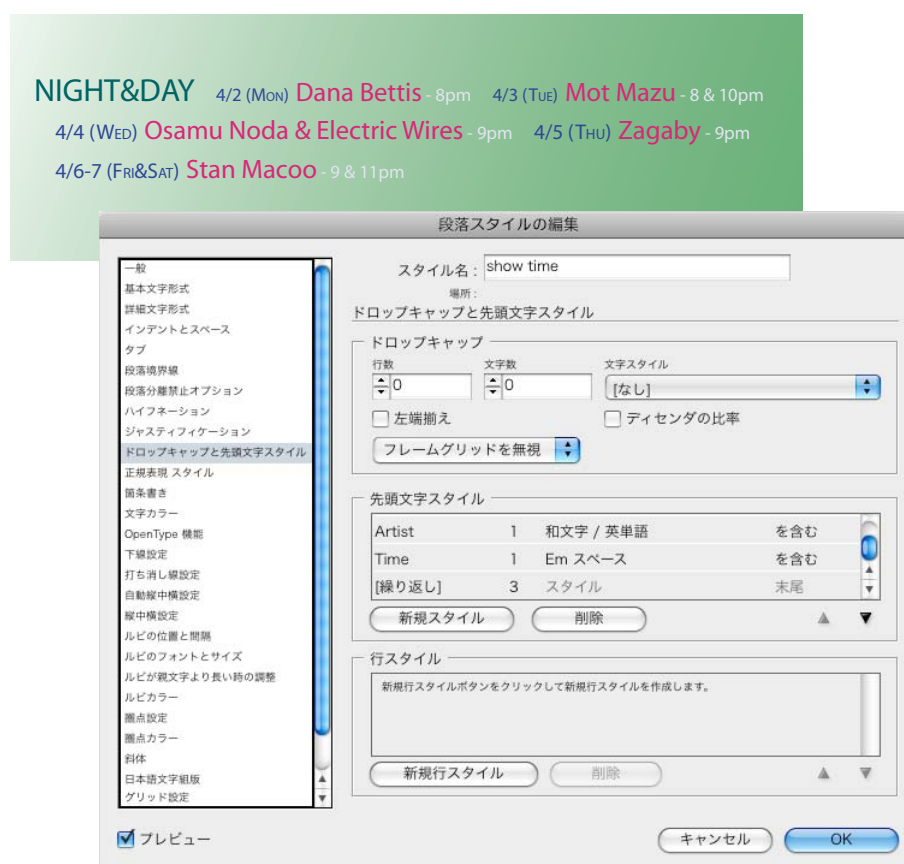 NIGHT&DAY 4/2 (Mon) Dana Bettis - 8pm 4/3 (Tue) Mot Mazu - 8 & 10pm
4/4 (Wed) Osamu Noda & Electric Wires - 9pm 4/5 (Thu) Zagaby - 9pm
4/6-7 (Fri&Sat) Stan Macoo - 9 & 11pm
段落スタイルの編集
一般
基本文字形式
詳細文字形式
インデントとスペース
タブ
段落境界線
段落分離禁止オプション
ハイフネーション
ジャスティフィケーション
ドロップキャップと先頭文字スタイル
正規表現 スタイル
箇条書き
文字カラー
OpenType 機能
下線設定
打ち消し線設定
自動縦中横設定
縦中横設定
ルビの位置と間隔
ルビのフォントとサイズ
ルビが親文字より長い時の調整
ルビカラー
圏点設定
圏点カラー
斜体
日本語文字組版
グリッド設定
スタイル名 : show time
場所 :
ドロップキャップと先頭文字スタイル
ドロップキャップ
行数 文字数 文字スタイル
0 0 [なし]
左端揃え ディセンダの比率
フレームグリッドを無視
先頭文字スタイル
Artist 1 和文字 / 英単語 を含む
Time 1 Em スペース を含む
[繰り返し] 3 スタイル 末尾
新規スタイル 削除
行スタイル
新規行スタイルボタンをクリックして新規行スタイルを作成します。
新規行スタイル 削除
プレビュー キャンセル OK